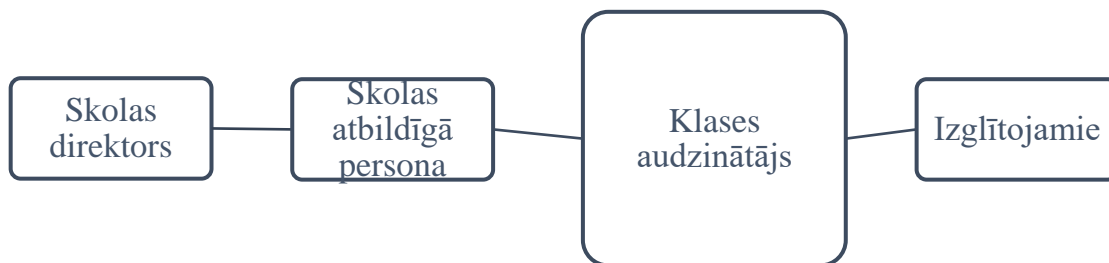 Skolas
direktors
Skolas
atbildīgā
persona
Klases
audzinātājs
Izglītojamie